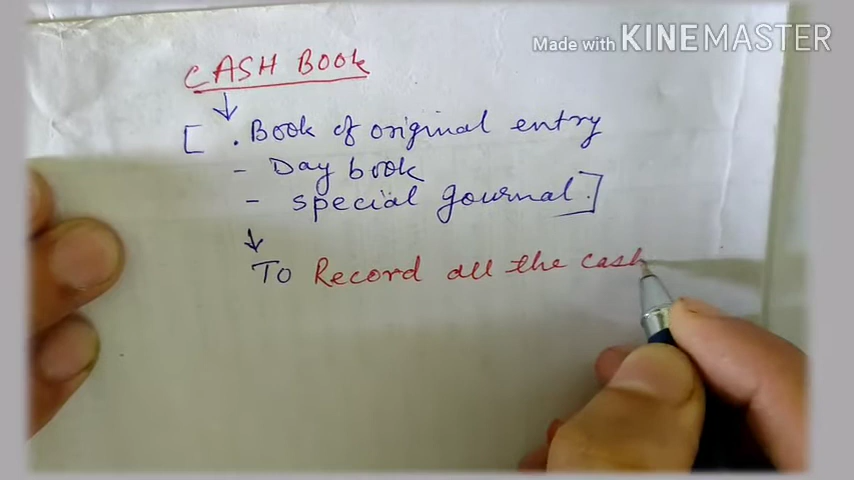 Made with KINEMASTER
CASH BOOK
[ . Book of original entry
- Day book
- special journal.]
To Record all the cash